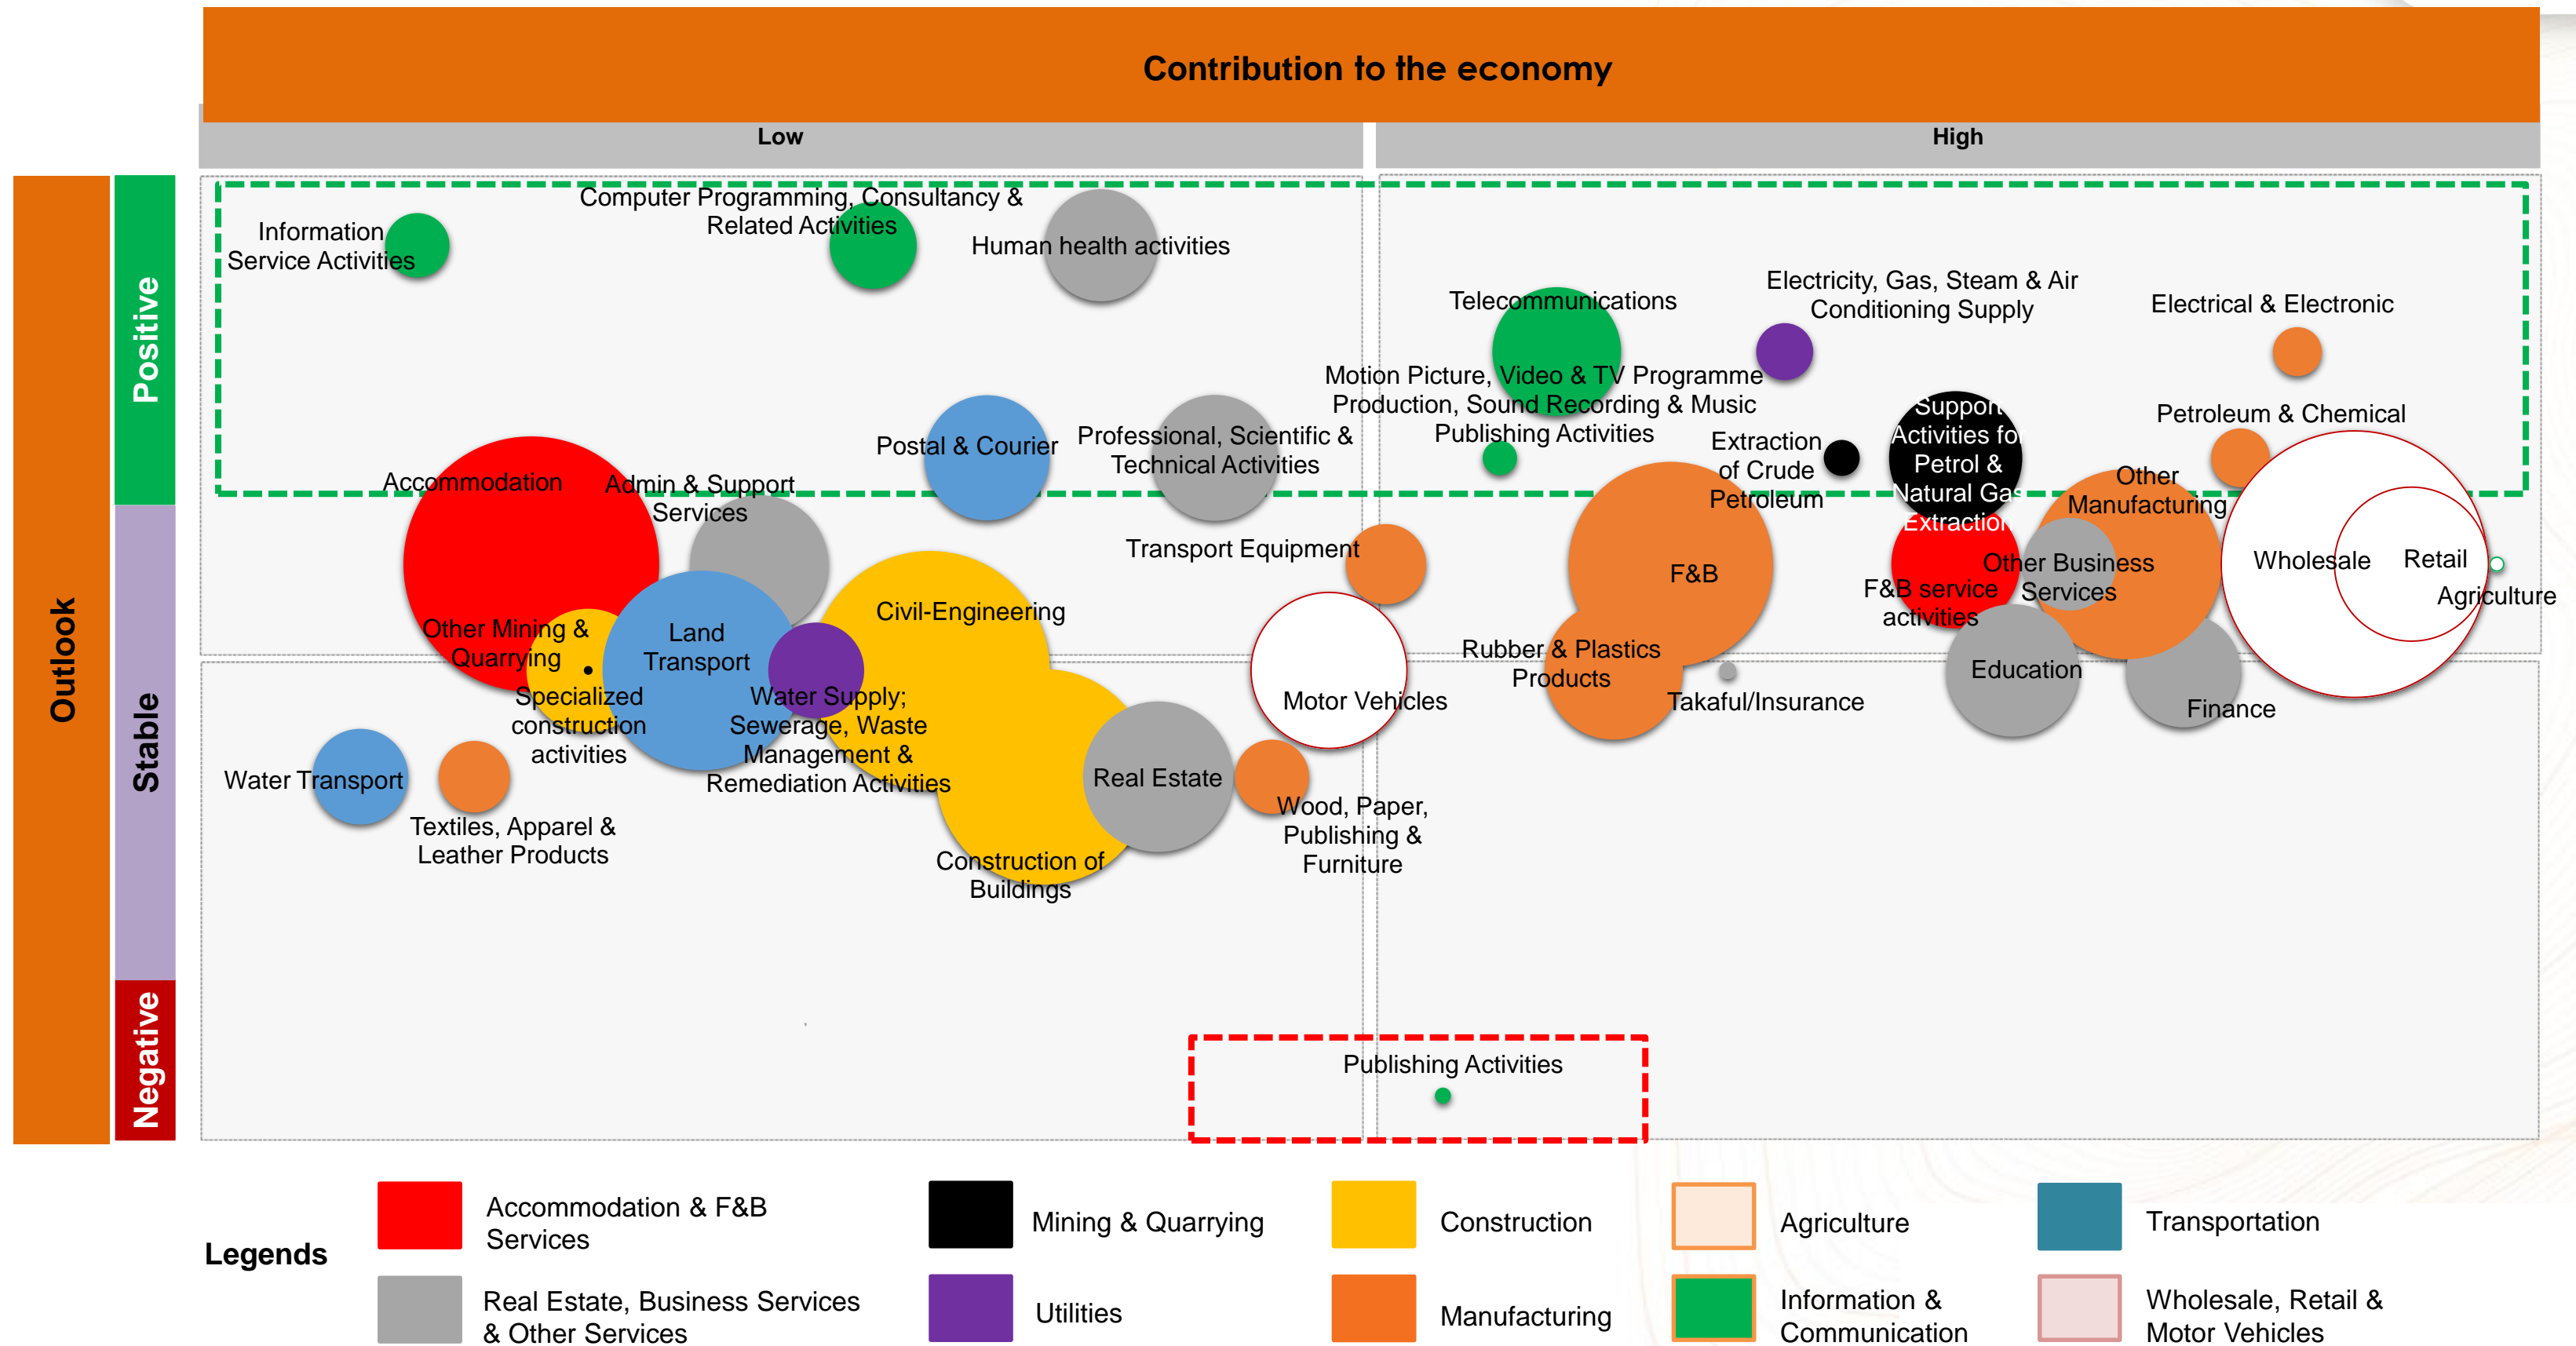 Contribution to the economy
Low
High
Outlook
Positive
Stable
Negative
Information
Service Activities
Computer Programming, Consultancy &
Related Activities
Human health activities
Telecommunications
Electricity, Gas, Steam & Air
Conditioning Supply
Electrical & Electronic
Motion Picture, Video & TV Programme
Production, Sound Recording & Music
Publishing Activities
Postal & Courier
Professional, Scientific &
Technical Activities
Extraction
of Crude
Petroleum
Support
Activities for
Petrol &
Natural Gas
Extraction
Petroleum & Chemical
Other
Manufacturing
Accommodation
Admin & Support
Services
Transport Equipment
F&B
F&B service
activities
Other Business
Services
Wholesale
Retail
Agriculture
Other Mining &
Quarrying
Land
Transport
Civil-Engineering
Specialized
construction
activities
Water Supply;
Sewerage, Waste
Management &
Remediation Activities
Motor Vehicles
Rubber & Plastics
Products
Takaful/Insurance
Education
Finance
Water Transport
Textiles, Apparel &
Leather Products
Construction of
Buildings
Real Estate
Wood, Paper,
Publishing &
Furniture
Publishing Activities
Legends
Accommodation & F&B
Services
Mining & Quarrying
Construction
Agriculture
Transportation
Real Estate, Business Services
& Other Services
Utilities
Manufacturing
Information &
Communication
Wholesale, Retail &
Motor Vehicles